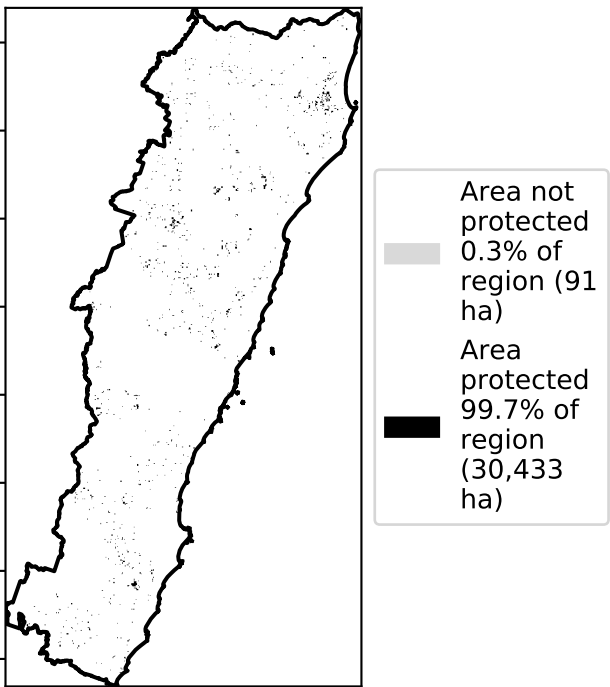 Area not
protected
0.3% of
region (91
ha)
Area
protected
99.7% of
region
(30,433
ha)